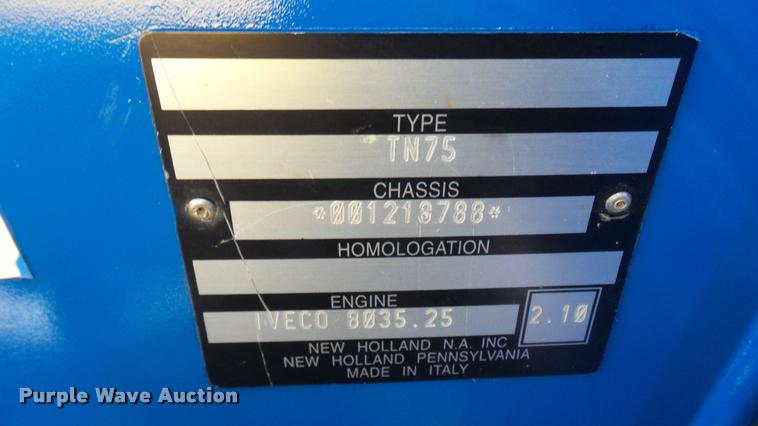 TYPE
TN75
CHASSIS
*001218788*
HOMOLOGATION
ENGINE
IVECO 8035.25
2.10
NEW HOLLAND N.A. INC
NEW HOLLAND PENNSYLVANIA
MADE IN ITALY
Purple Wave Auction